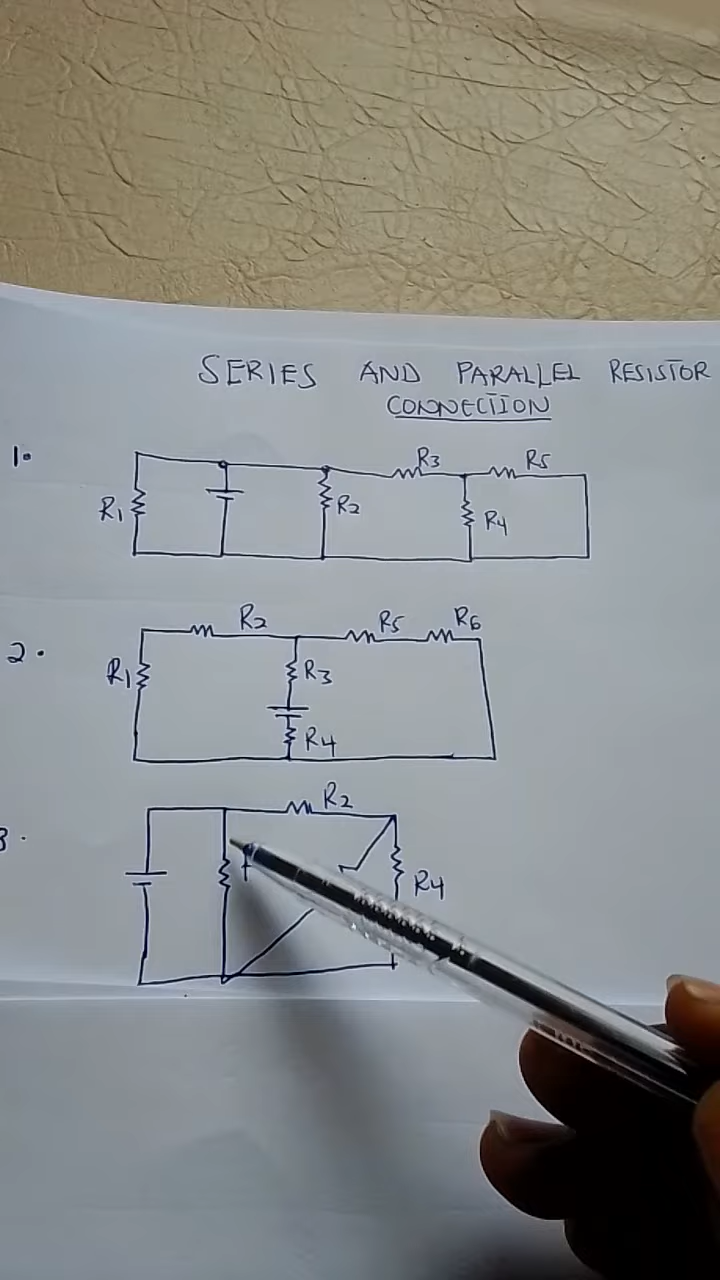 SERIES AND PARALLEL RESISTOR
CONNECTION
1.
R3 R5
R1 R2 R4
2.
R2 R5 R6
R1 R3
R4
3.
R2
R4